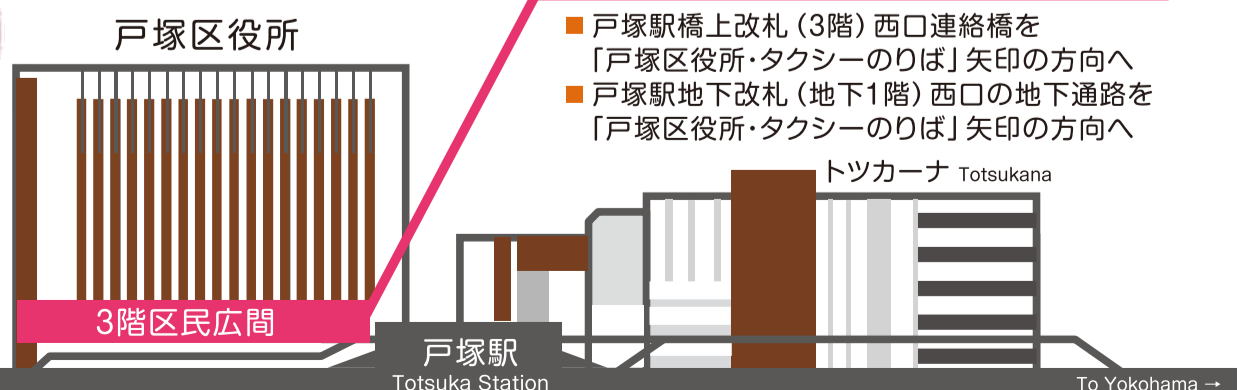 戸塚区役所
■ 戸塚駅橋上改札（3階）西口連絡橋を
「戸塚区役所・タクシーのりば」矢印の方向へ
■ 戸塚駅地下改札（地下1階）西口の地下通路を
「戸塚区役所・タクシーのりば」矢印の方向へ
トツカーナ Totsukana
3階区民広間
戸塚駅
Totsuka Station
To Yokohama →